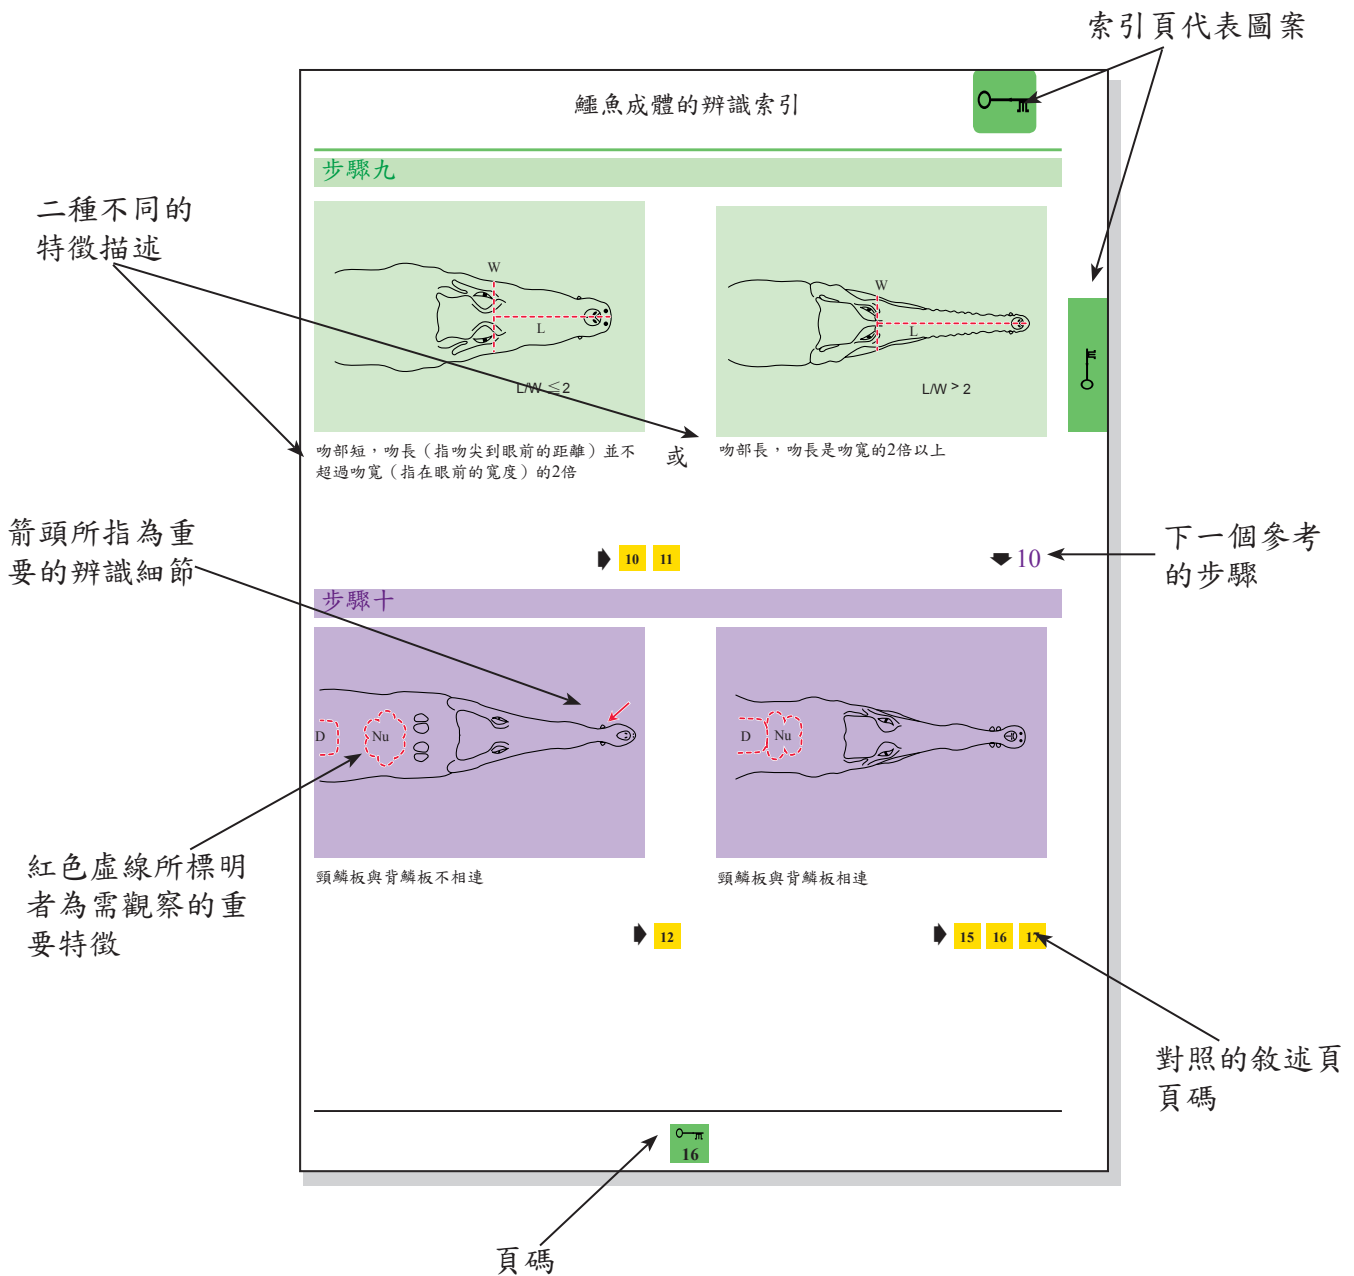 索引頁代表圖案
鱷魚成體的辨識索引
步驟九
二種不同的
特徵描述
W
L
L/W ≦2
W
L
L/W > 2
吻部短，吻長（指吻尖到眼前的距離）並不
超過吻寬（指在眼前的寬度）的2倍
或
吻部長，吻長是吻寬的2倍以上
箭頭所指為重
要的辨識細節
10 11
10
下一個參考
的步驟
步驟十
D
Nu
D
Nu
紅色虛線所標明
者為需觀察的重
要特徵
頸鱗板與背鱗板不相連
頸鱗板與背鱗板相連
12
15 16 17
對照的敘述頁
頁碼
16
頁碼